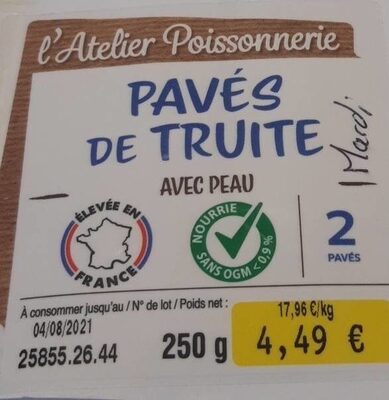 l'Atelier Poissonnerie
PAVÉS
DE TRUITE
Mardi
AVEC PEAU
ÉLEVÉE EN
FRANCE
NOURRIE
SANS OGM < 0,9 %
2
PAVÉS
À consommer jusqu'au / N° de lot / Poids net :
04/08/2021
25855.26.44
250 g
17,96 €/kg
4,49 €